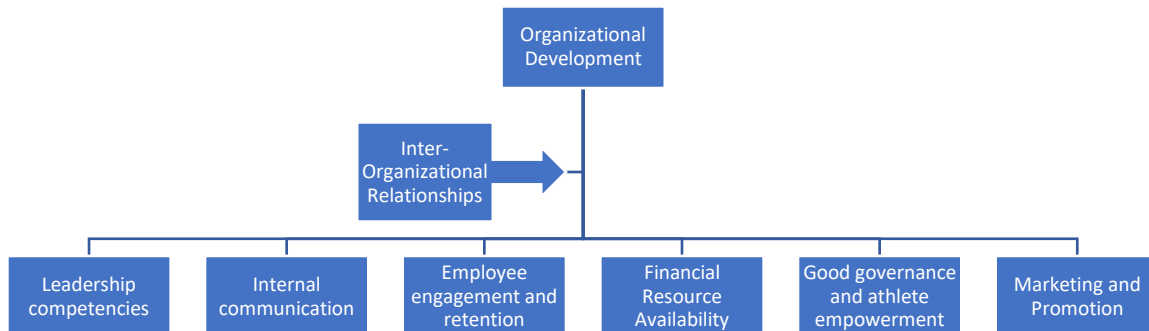 Organizational
Development
Inter-
Organizational
Relationships
Leadership
competencies
Internal
communication
Employee
engagement and
retention
Financial
Resource
Availability
Good governance
and athlete
empowerment
Marketing and
Promotion